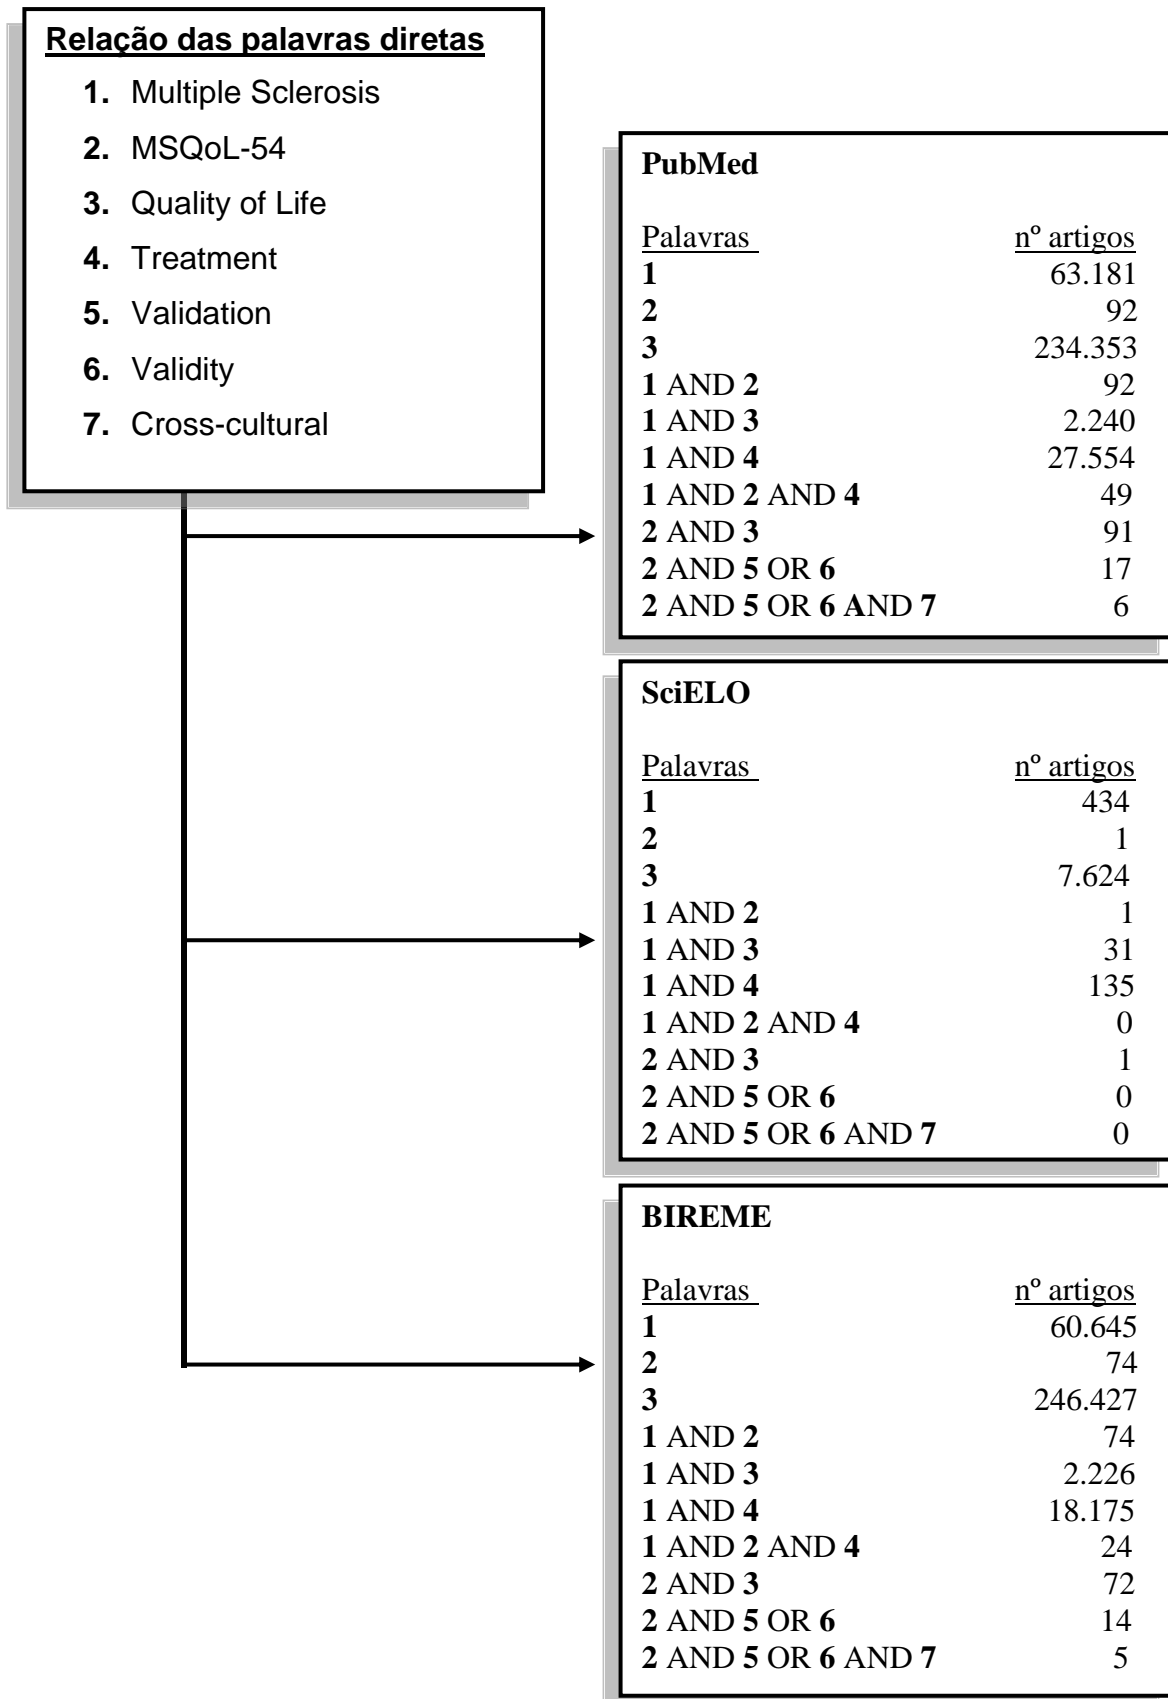 Relação das palavras diretas
1. Multiple Sclerosis
2. MSQoL-54
3. Quality of Life
4. Treatment
5. Validation
6. Validity
7. Cross-cultural
PubMed
Palavras nº artigos
1 63.181
2 92
3 234.353
1 AND 2 92
1 AND 3 2.240
1 AND 4 27.554
1 AND 2 AND 4 49
2 AND 3 91
2 AND 5 OR 6 17
2 AND 5 OR 6 AND 7 6
SciELO
Palavras nº artigos
1 434
2 1
3 7.624
1 AND 2 1
1 AND 3 31
1 AND 4 135
1 AND 2 AND 4 0
2 AND 3 1
2 AND 5 OR 6 0
2 AND 5 OR 6 AND 7 0
BIREME
Palavras nº artigos
1 60.645
2 74
3 246.427
1 AND 2 74
1 AND 3 2.226
1 AND 4 18.175
1 AND 2 AND 4 24
2 AND 3 72
2 AND 5 OR 6 14
2 AND 5 OR 6 AND 7 5